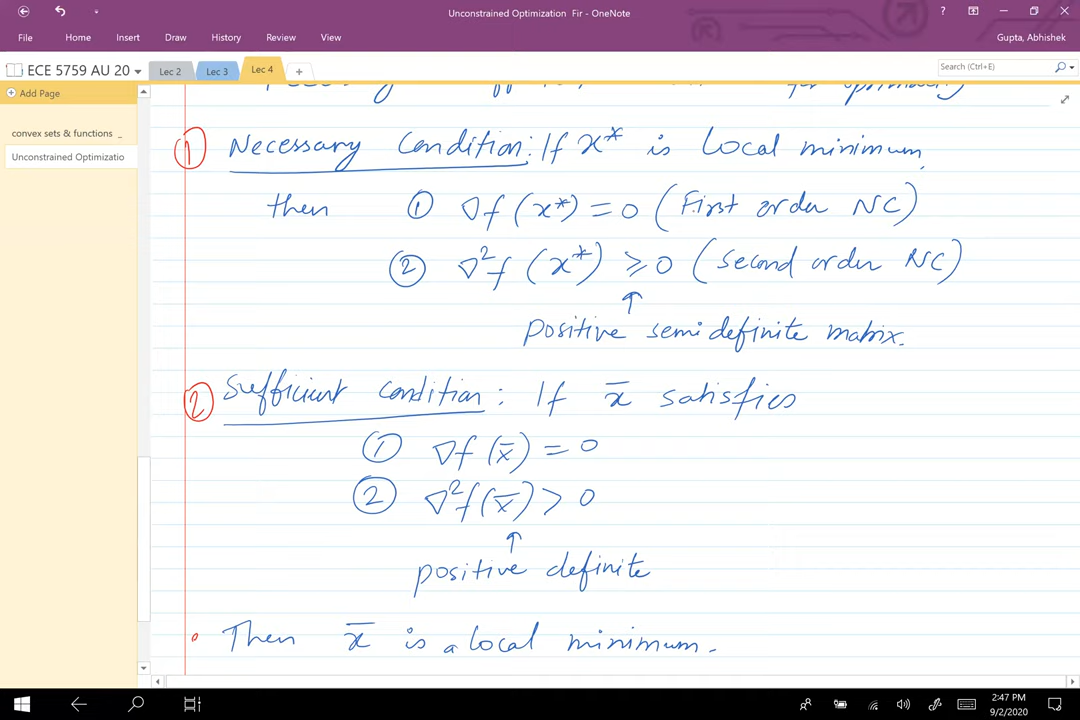 Unconstrained Optimization Fir - OneNote
?
File Home Insert Draw History Review View
Gupta, Abhishek
ECE 5759 AU 20 Lec 2 Lec 3 Lec 4 +
Search (Ctrl+E)
Add Page
convex sets & functions _
Unconstrained Optimizatio
for optimality
① Necessary Condition: If x* is local minimum,
then ① ∇f(x*) = 0 (First order NC)
② ∇²f(x*) ≥ 0 (Second order NC)
↑
positive semidefinite matrix.
② Sufficient condition: If x̄ satisfies
① ∇f(x̄) = 0
② ∇²f(x̄) > 0
↑
positive definite
Then x̄ is a local minimum.
2:47 PM
9/2/2020